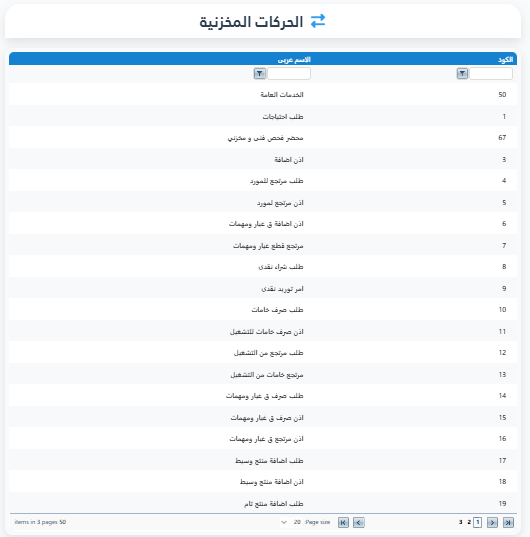 الحركات المخزنية
الكود الاسم عربى
50 الخدمات العامة
1 طلب احتياجات
67 محضر فحص فنى و مخزني
3 اذن اضافة
4 طلب مرتجع للمورد
5 اذن مرتجع لمورد
6 اذن اضافة ق غيار ومهمات
7 مرتجع قطع غيار ومهمات
8 طلب شراء نقدى
9 امر توريد نقدى
10 طلب صرف خامات
11 اذن صرف خامات للتشغيل
12 طلب مرتجع من التشغيل
13 مرتجع خامات من التشغيل
14 طلب صرف ق غيار ومهمات
15 اذن صرف ق غيار ومهمات
16 اذن مرتجع ق غيار ومهمات
17 طلب اضافة منتج وسيط
18 اذن اضافة منتج وسيط
19 طلب اضافة منتج تام
1 2 3 Page size: 20 items in 3 pages 50